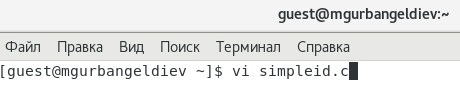 guest@mgurbangeldiev:~
Файл Правка Вид Поиск Терминал Справка
[guest@mgurbangeldiev ~]$ vi simpleid.c